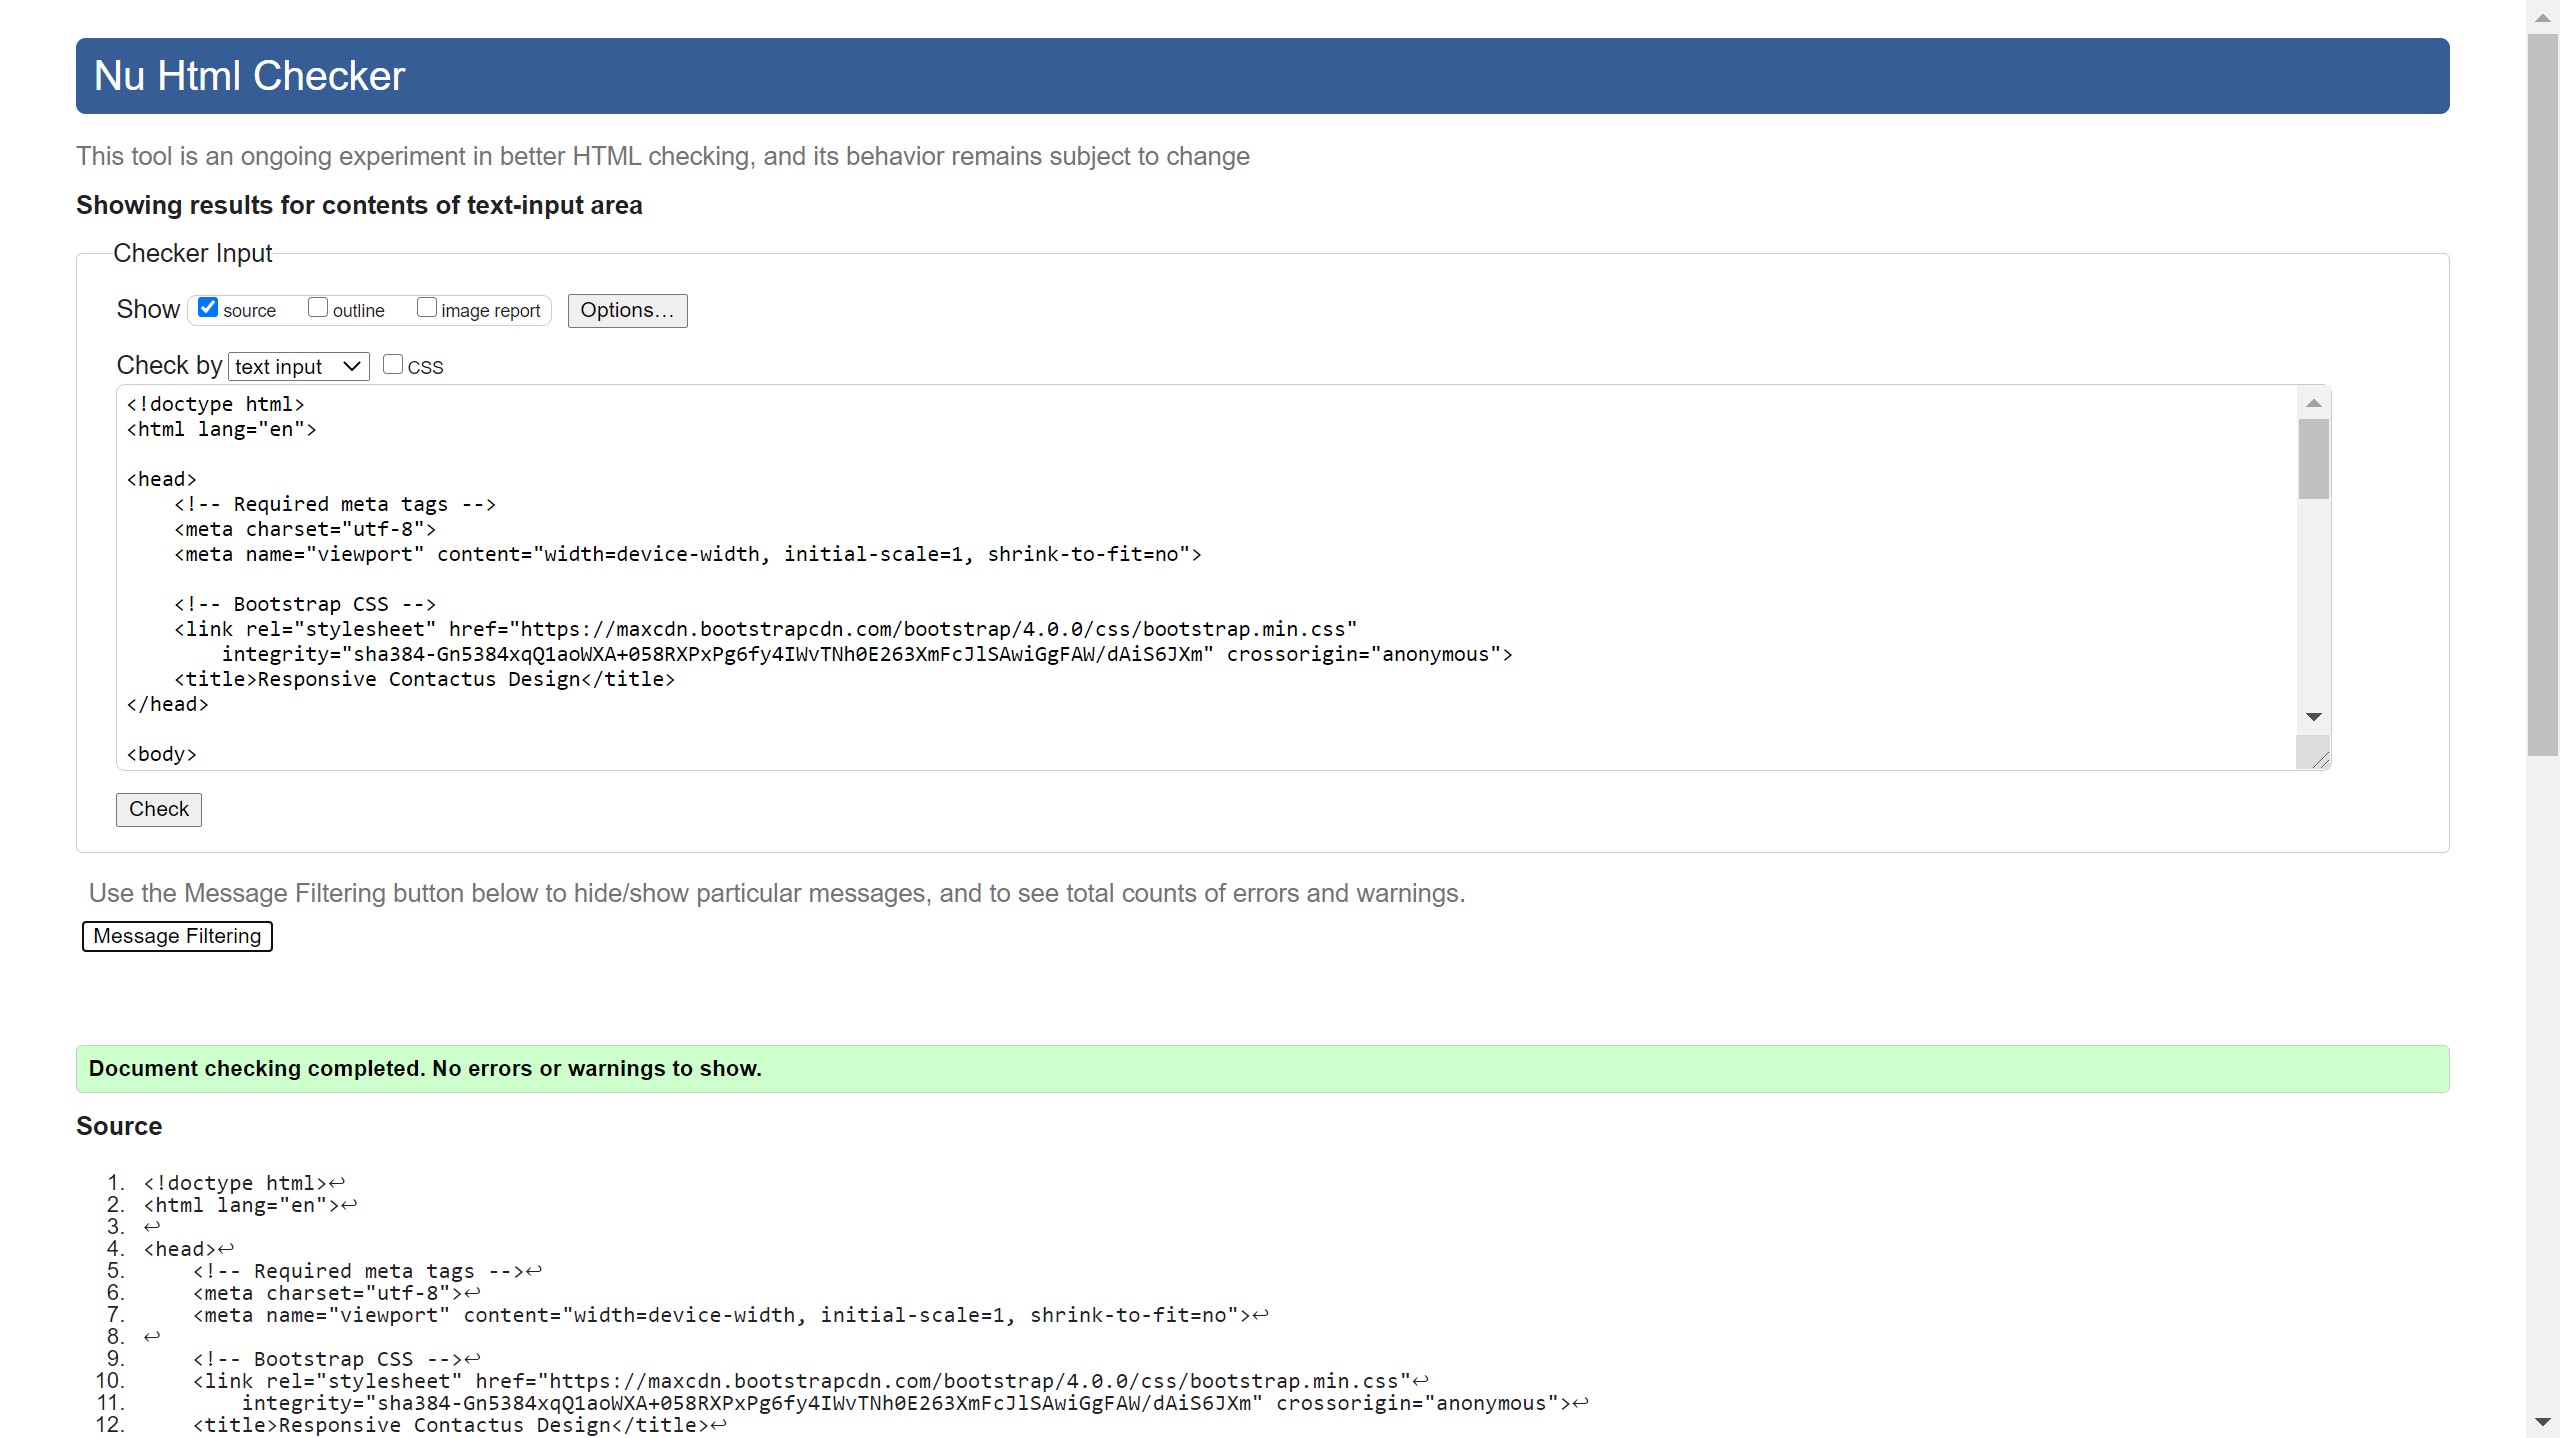 Nu Html Checker
This tool is an ongoing experiment in better HTML checking, and its behavior remains subject to change
Showing results for contents of text-input area
Checker Input
Show source outline image report Options...
Check by text input CSS
<!doctype html>
<html lang="en">
<head>
    <!-- Required meta tags -->
    <meta charset="utf-8">
    <meta name="viewport" content="width=device-width, initial-scale=1, shrink-to-fit=no">
    <!-- Bootstrap CSS -->
    <link rel="stylesheet" href="https://maxcdn.bootstrapcdn.com/bootstrap/4.0.0/css/bootstrap.min.css"
        integrity="sha384-Gn5384xqQ1aoWXA+058RXPxPg6fy4IWvTNh0E263XmFcJlSAwiGgFAW/dAiS6JXm" crossorigin="anonymous">
    <title>Responsive Contactus Design</title>
</head>
<body>
Check
Use the Message Filtering button below to hide/show particular messages, and to see total counts of errors and warnings.
Message Filtering
Document checking completed. No errors or warnings to show.
Source
1. <!doctype html>↩
2. <html lang="en">↩
3. ↩
4. <head>↩
5.     <!-- Required meta tags -->↩
6.     <meta charset="utf-8">↩
7.     <meta name="viewport" content="width=device-width, initial-scale=1, shrink-to-fit=no">↩
8. ↩
9.     <!-- Bootstrap CSS -->↩
10.     <link rel="stylesheet" href="https://maxcdn.bootstrapcdn.com/bootstrap/4.0.0/css/bootstrap.min.css"↩
11.         integrity="sha384-Gn5384xqQ1aoWXA+058RXPxPg6fy4IWvTNh0E263XmFcJlSAwiGgFAW/dAiS6JXm" crossorigin="anonymous">↩
12.     <title>Responsive Contactus Design</title>↩